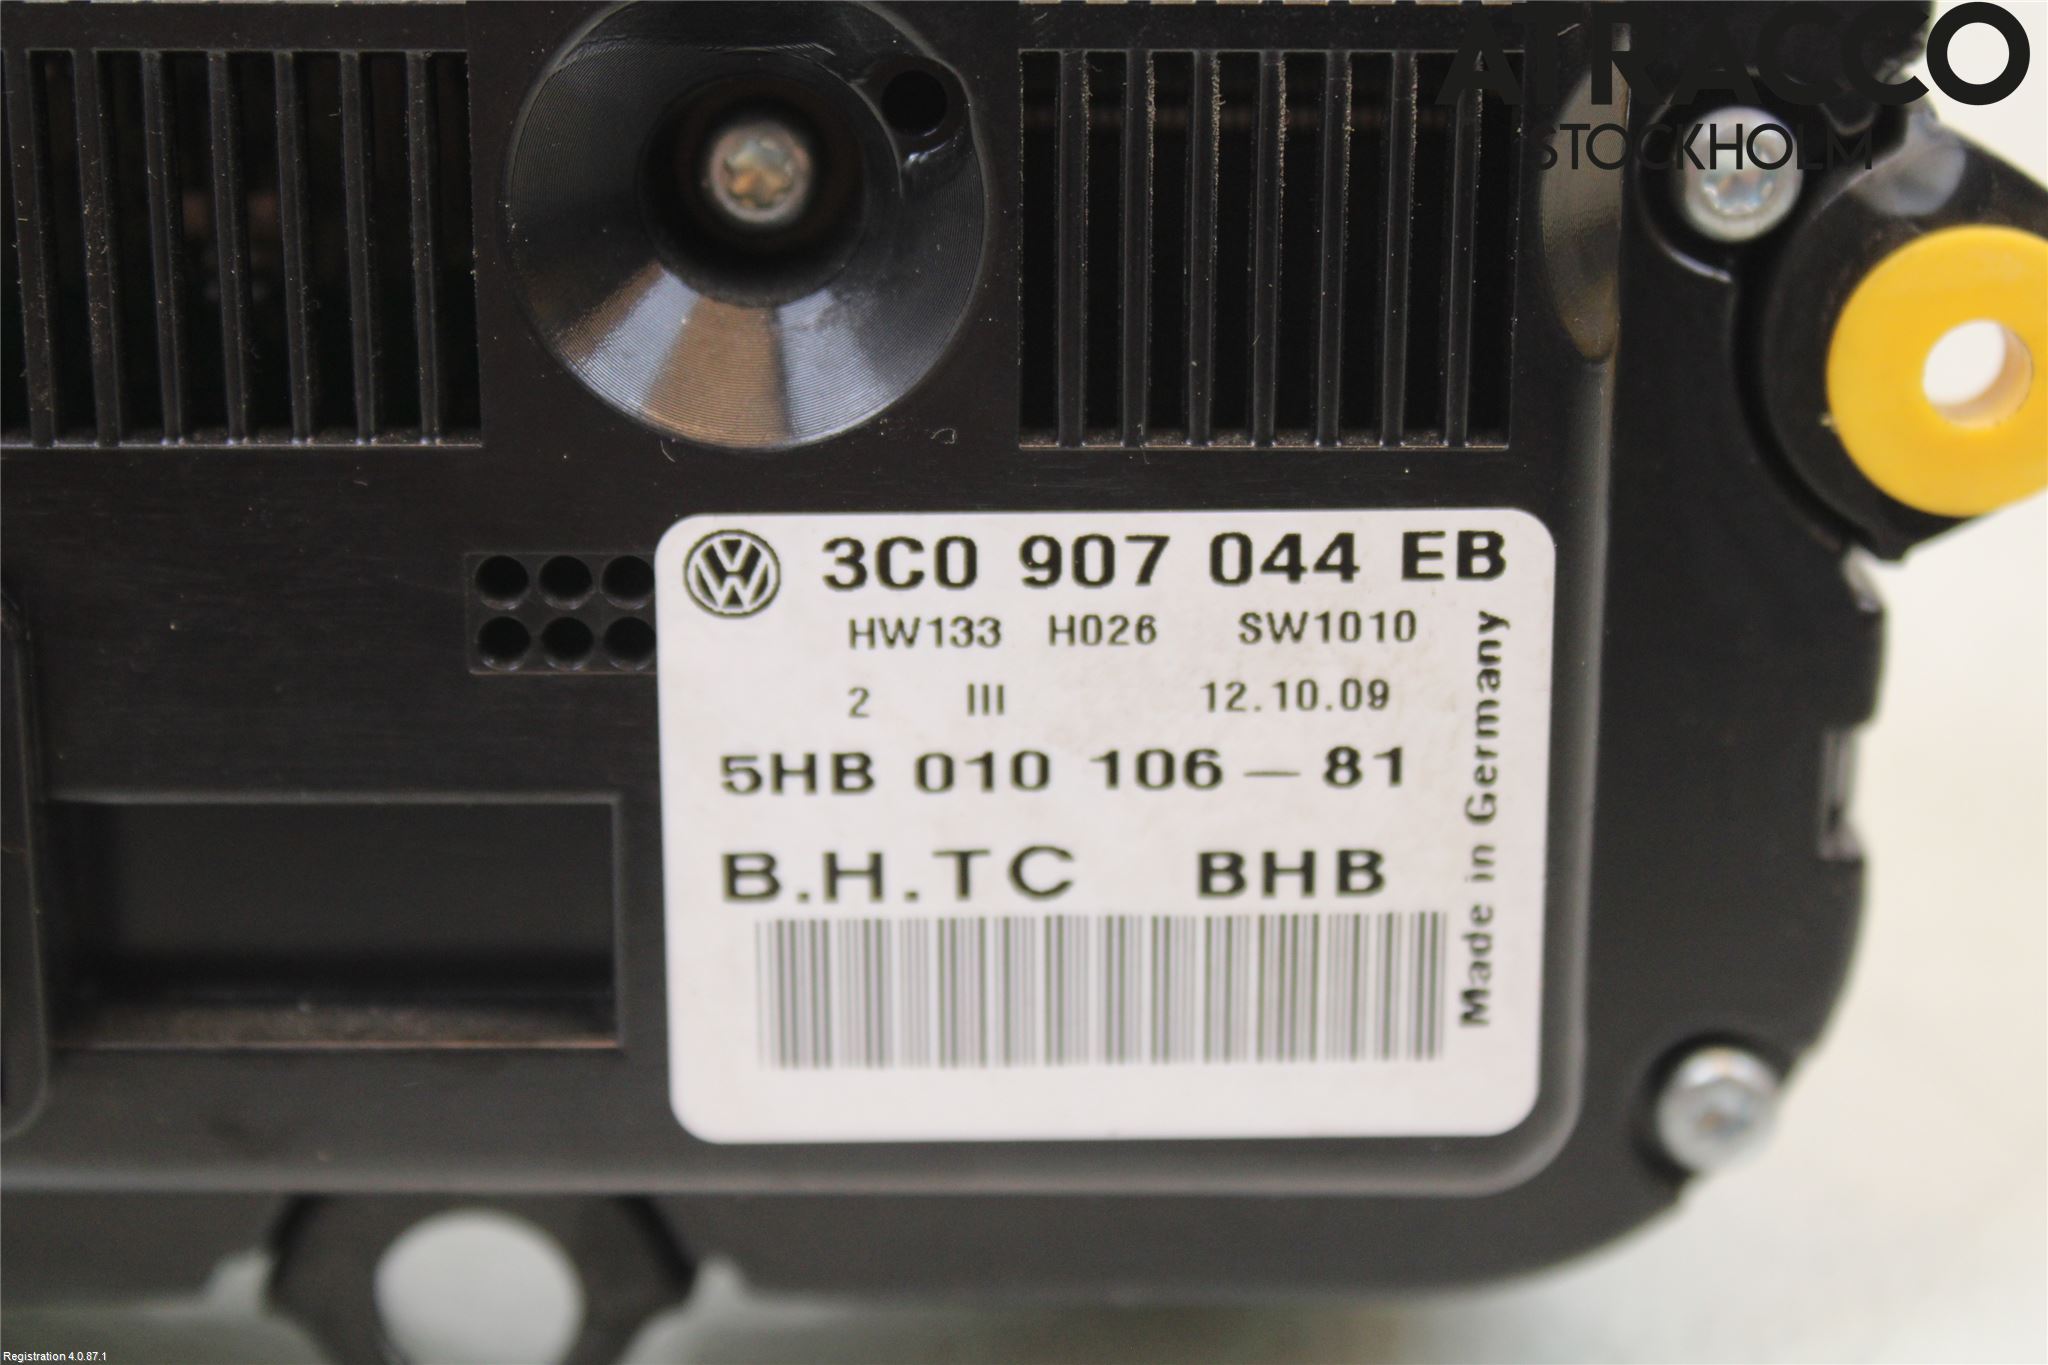 ATRACCO
STOCKHOLM
3C0 907 044 EB
HW133 H026 SW1010
2 III 12.10.09
5HB 010 106 – 81
B.H.TC BHB
Made in Germany
Registration 4.0.87.1